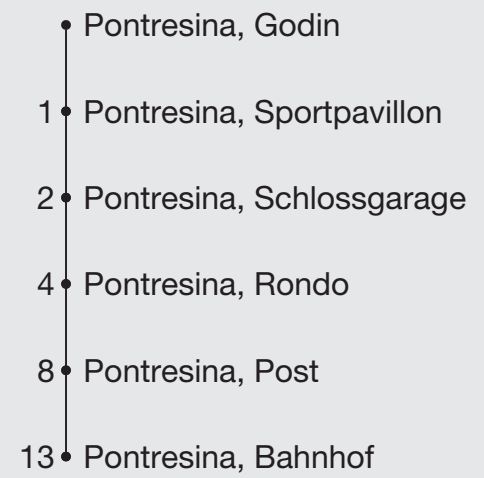 Pontresina, Godin
1 Pontresina, Sportpavillon
2 Pontresina, Schlossgarage
4 Pontresina, Rondo
8 Pontresina, Post
13 Pontresina, Bahnhof